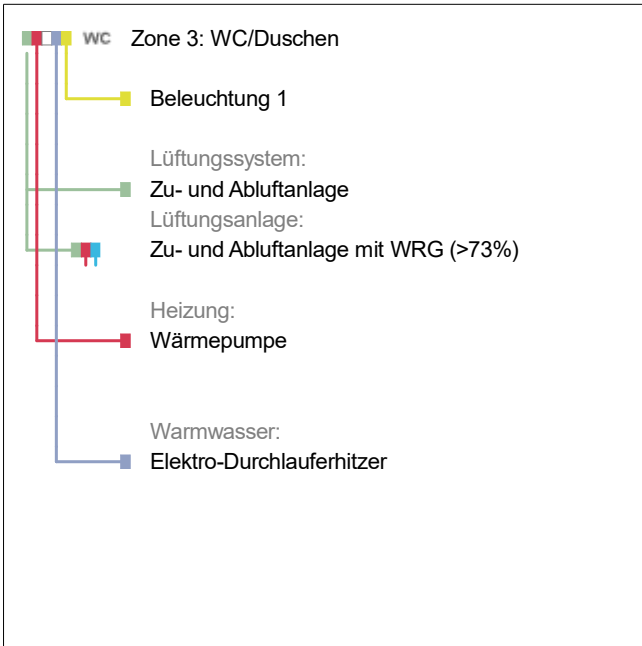 WC Zone 3: WC/Duschen
Beleuchtung 1
Lüftungssystem:
Zu- und Abluftanlage
Lüftungsanlage:
Zu- und Abluftanlage mit WRG (>73%)
Heizung:
Wärmepumpe
Warmwasser:
Elektro-Durchlauferhitzer